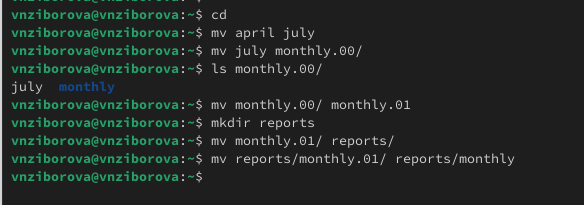 vnziborova@vnziborova:~$ cd
vnziborova@vnziborova:~$ mv april july
vnziborova@vnziborova:~$ mv july monthly.00/
vnziborova@vnziborova:~$ ls monthly.00/
july  monthly
vnziborova@vnziborova:~$ mv monthly.00/ monthly.01
vnziborova@vnziborova:~$ mkdir reports
vnziborova@vnziborova:~$ mv monthly.01/ reports/
vnziborova@vnziborova:~$ mv reports/monthly.01/ reports/monthly
vnziborova@vnziborova:~$